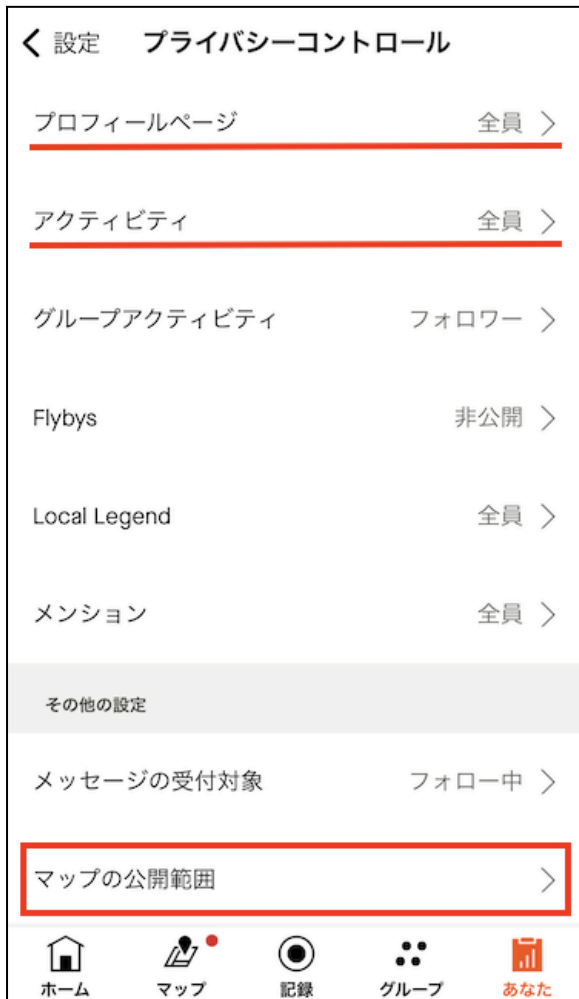 設定 プライバシーコントロール
プロフィールページ 全員
アクティビティ 全員
グループアクティビティ フォロワー
Flybys 非公開
Local Legend 全員
メンション 全員
その他の設定
メッセージの受付対象 フォロー中
マップの公開範囲
ホーム マップ 記録 グループ あなた